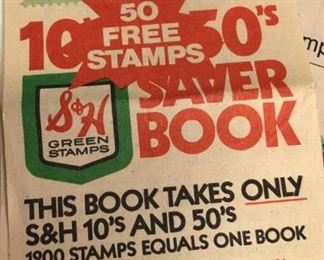 50
FREE
STAMPS
10 50's
SAVER
BOOK
S&H
GREEN
STAMPS
THIS BOOK TAKES ONLY
S&H 10'S AND 50'S
1900 STAMPS EQUALS ONE BOOK